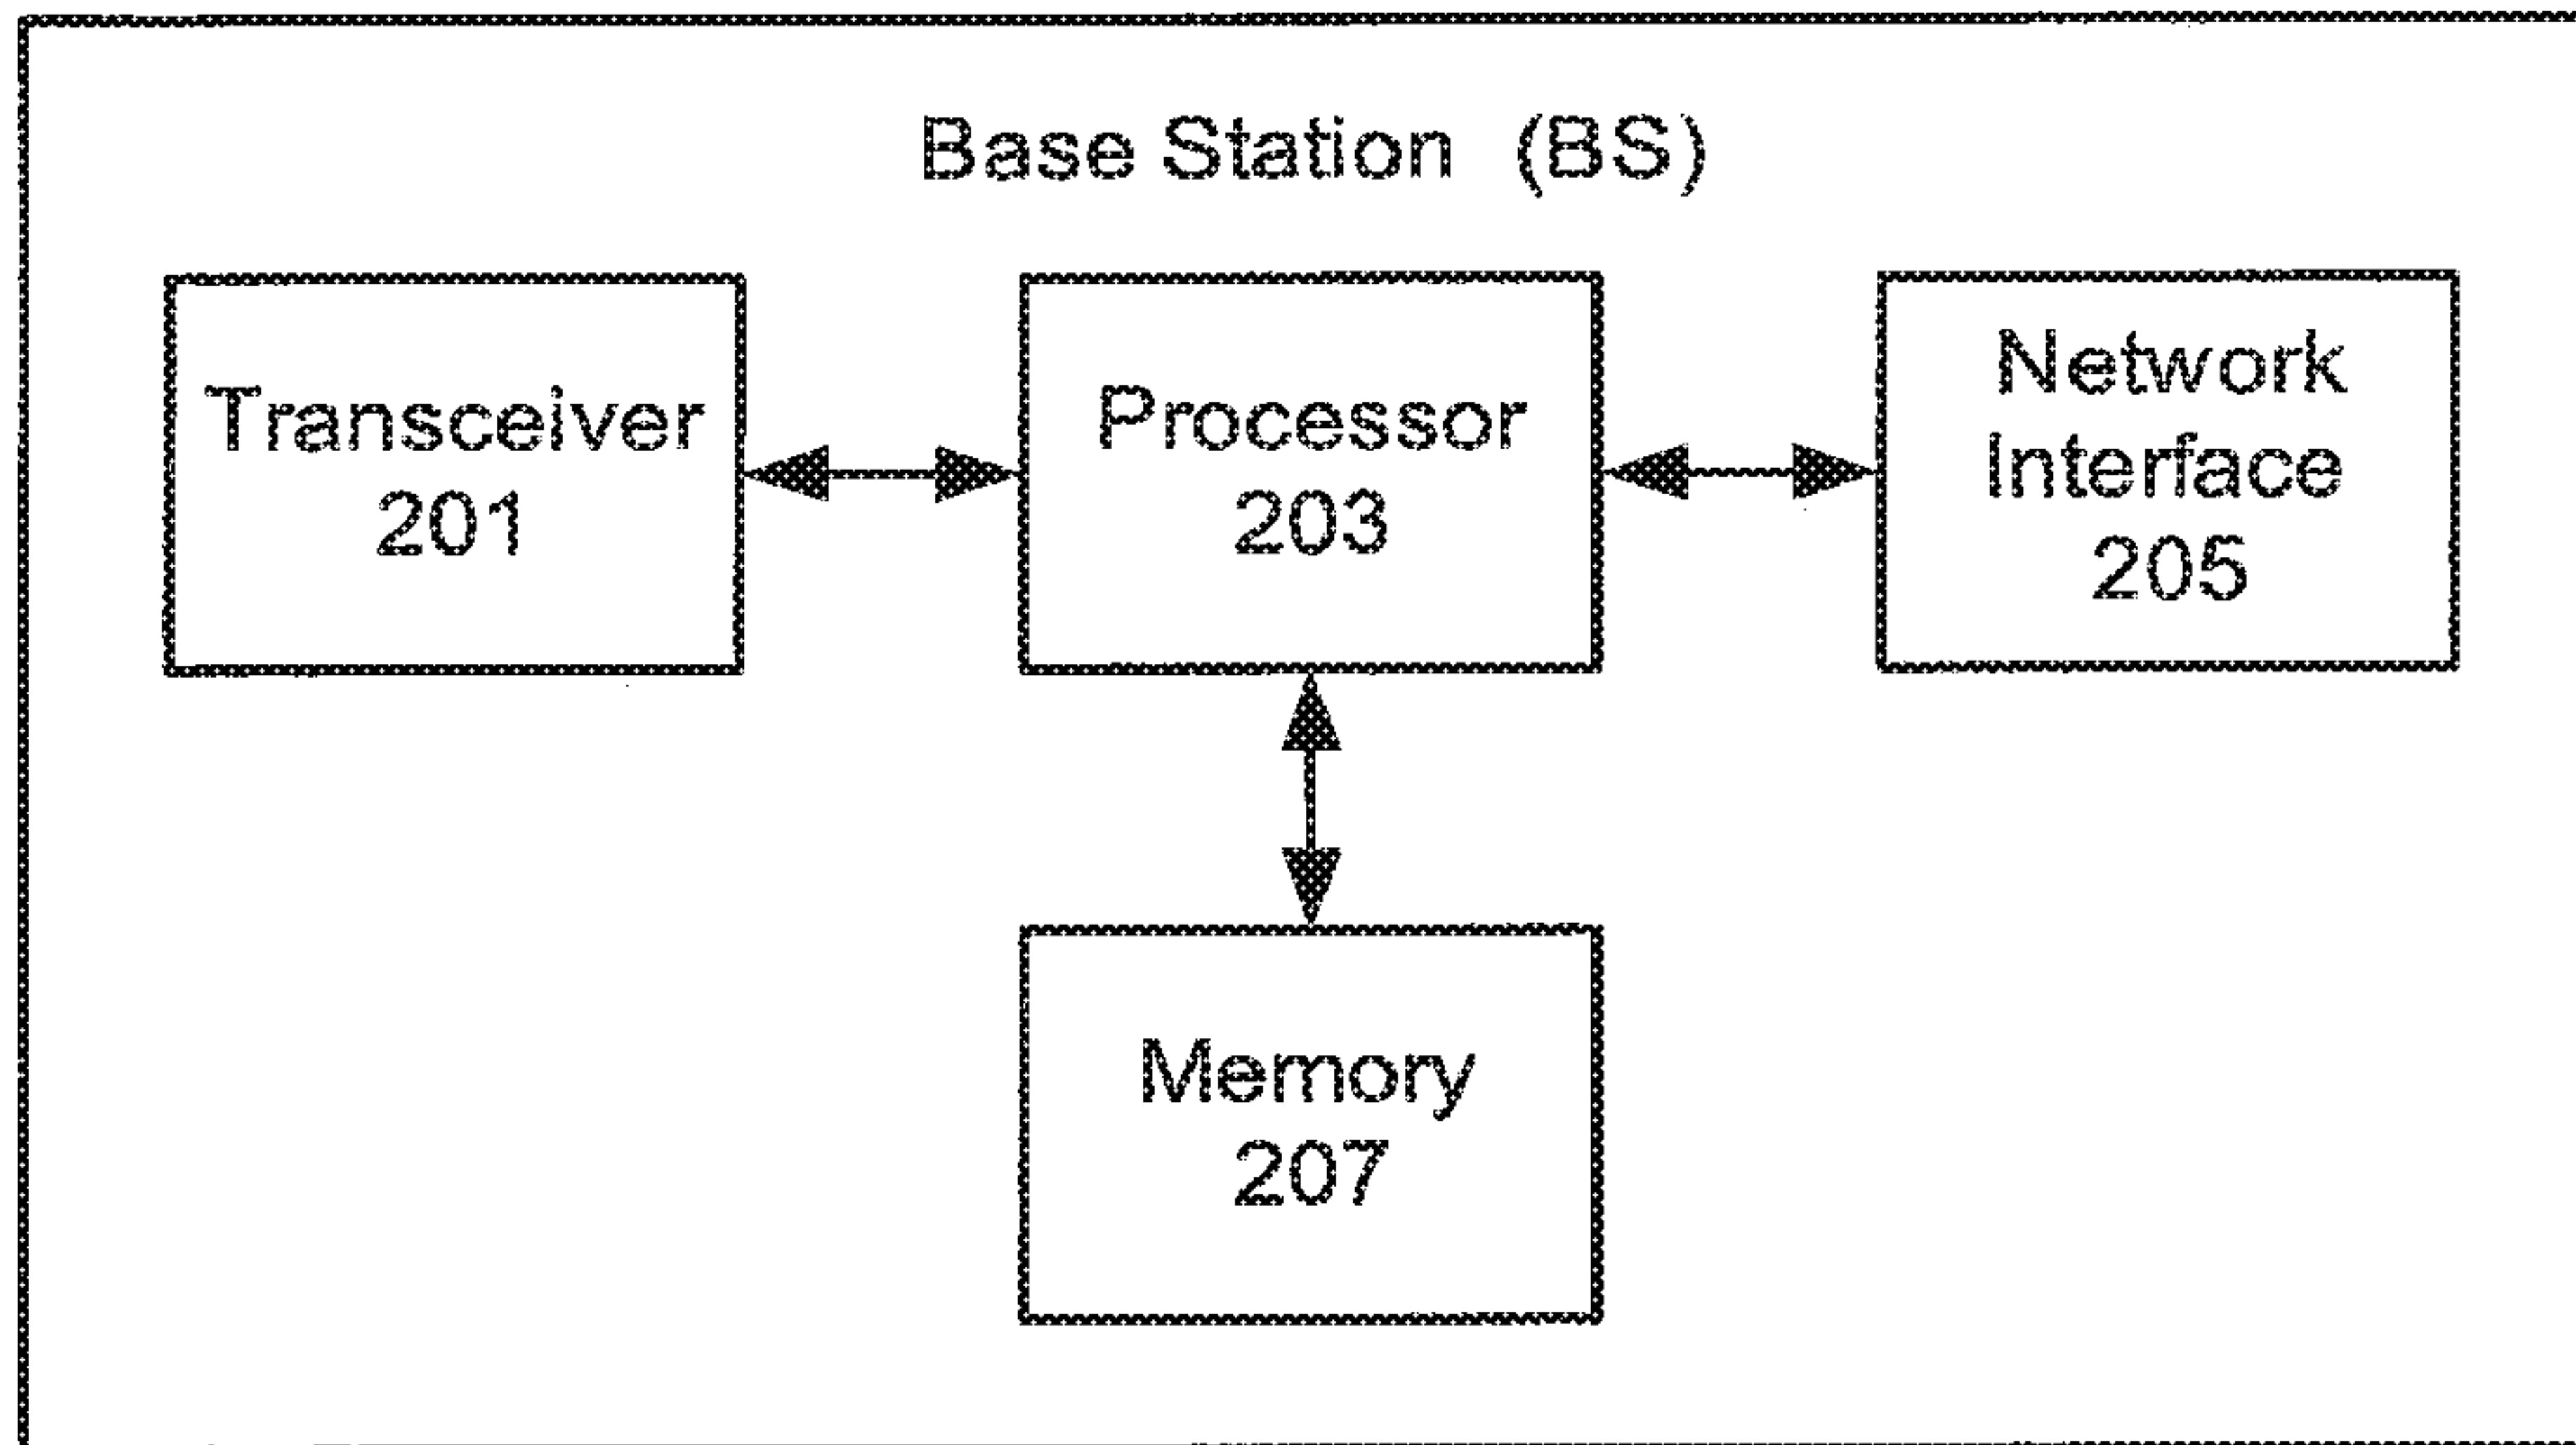 Base Station (BS)
Transceiver
201
Processor
203
Network
Interface
205
Memory
207